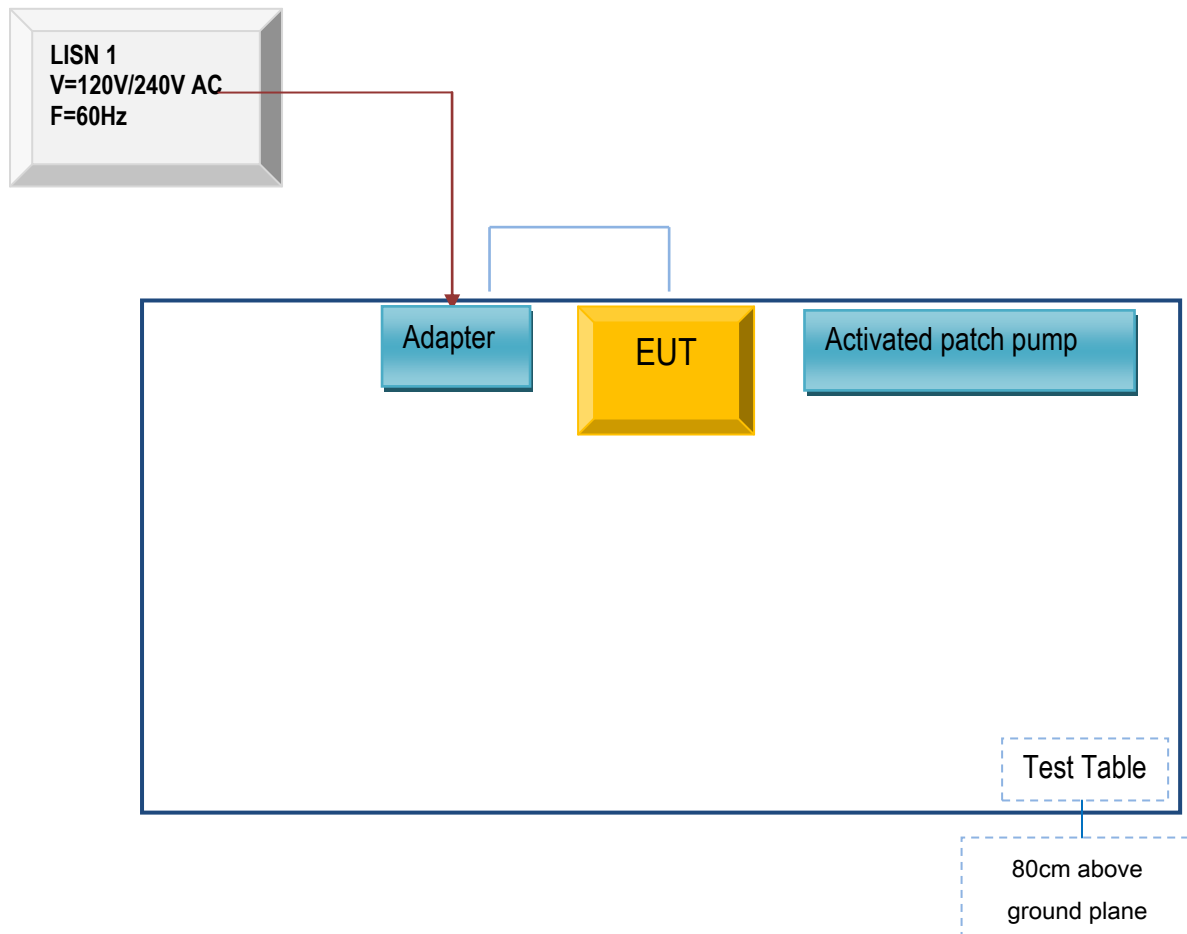 LISN 1
V=120V/240V AC
F=60Hz
Adapter
EUT
Activated patch pump
Test Table
80cm above
ground plane